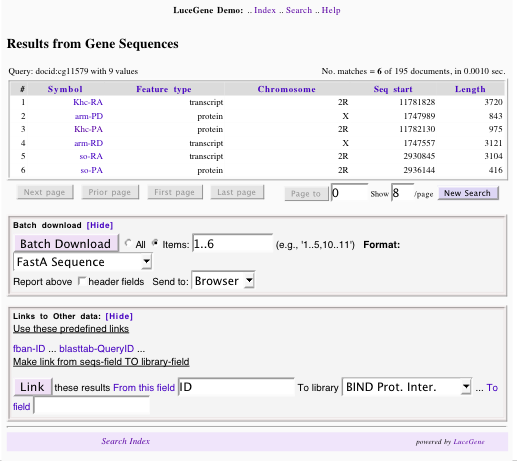 LuceGene Demo: .. Index .. Search .. Help
Results from Gene Sequences
Query: docid:cg11579 with 9 values No. matches = 6 of 195 documents, in 0.0010 sec.
# Symbol Feature type Chromosome Seq start Length
1 Khc-RA transcript 2R 11781828 3720
2 arm-PD protein X 1747989 843
3 Khc-PA protein 2R 11782130 975
4 arm-RD transcript X 1747557 3121
5 so-RA transcript 2R 2930845 3104
6 so-PA protein 2R 2936144 416
Next page Prior page First page Last page Page to 0 Show 8 /page New Search
Batch download [Hide]
Batch Download All Items: 1..6 (e.g., '1..5,10..11') Format:
FastA Sequence
Report above header fields Send to: Browser
Links to Other data: [Hide]
Use these predefined links
fban-ID ... blasttab-QueryID ...
Make link from seqs-field TO library-field
Link these results From this field ID To library BIND Prot. Inter. ... To
field
Search Index powered by LuceGene